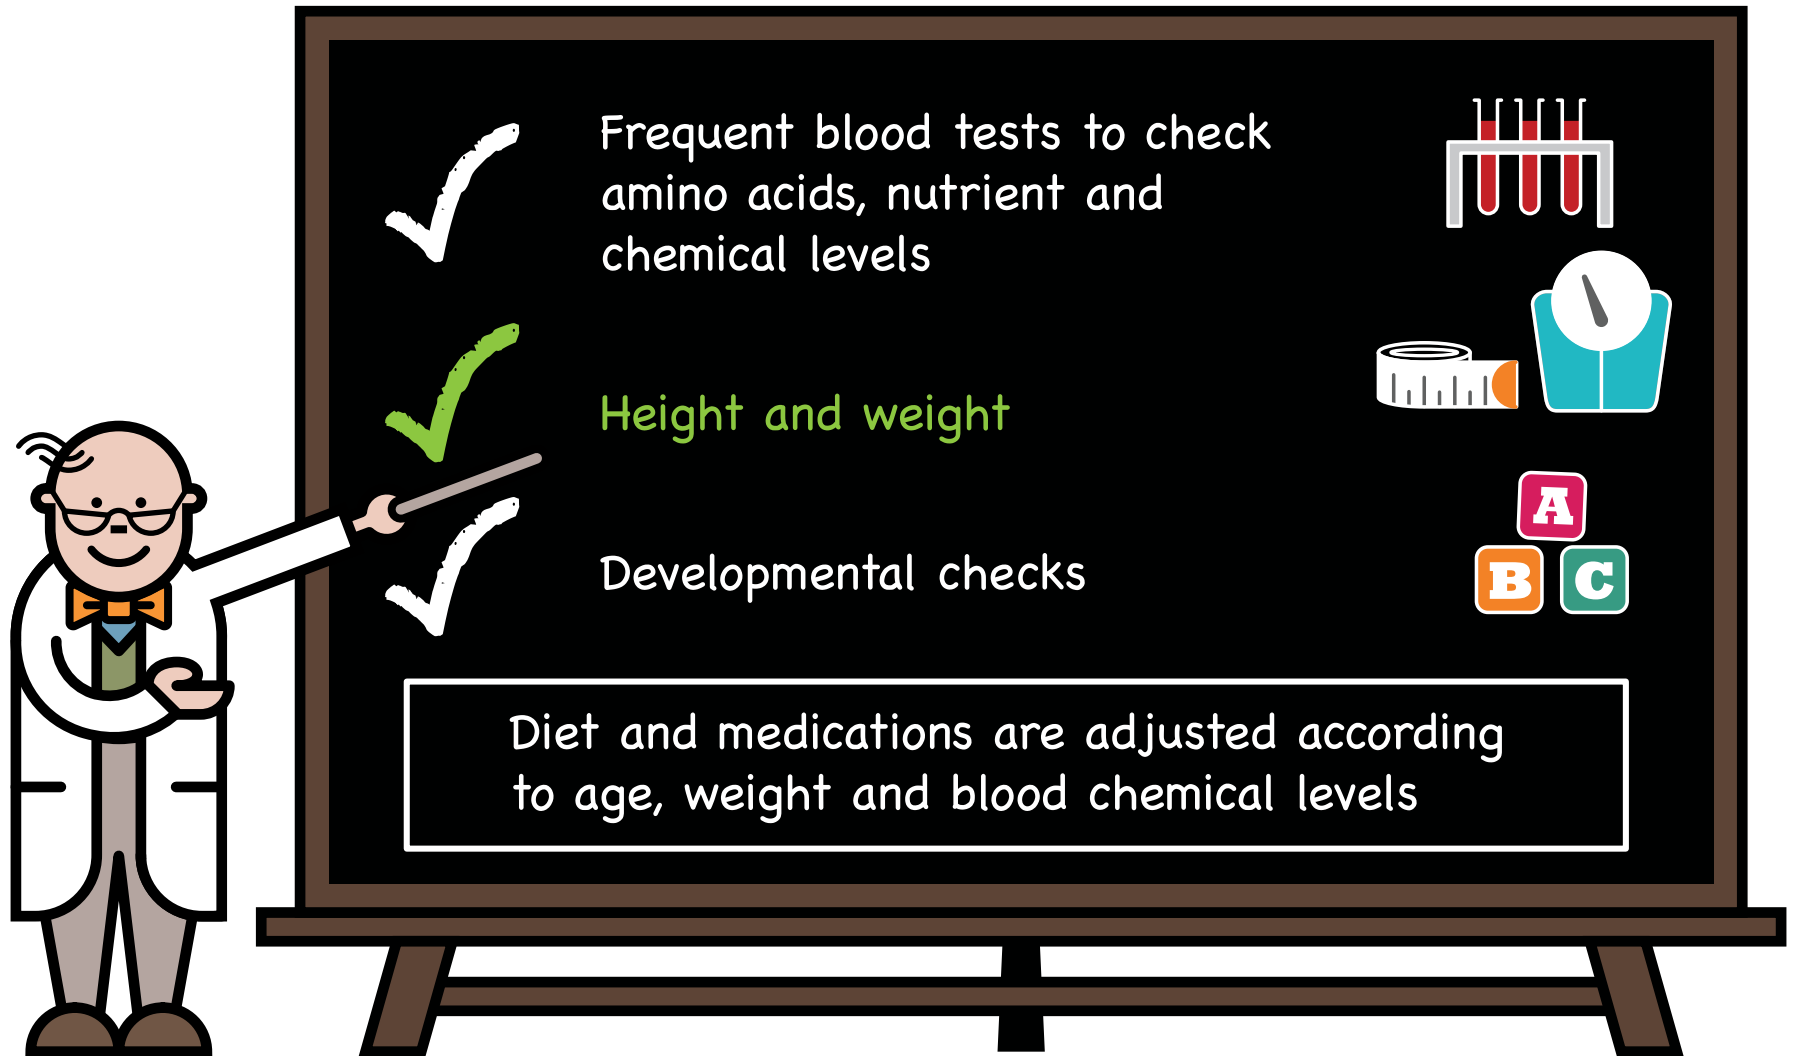 Frequent blood tests to check
amino acids, nutrient and
chemical levels
Height and weight
Developmental checks
A
B C
Diet and medications are adjusted according
to age, weight and blood chemical levels